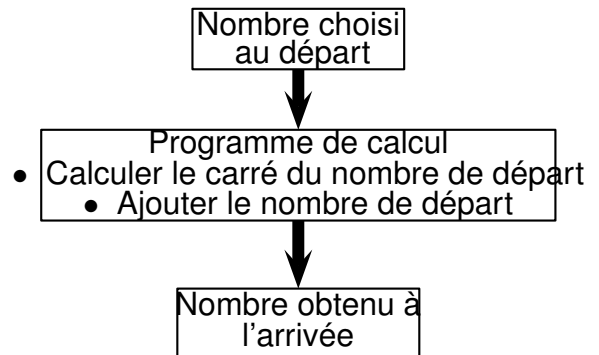 Nombre choisi
au départ
Programme de calcul
• Calculer le carré du nombre de départ
• Ajouter le nombre de départ
Nombre obtenu à
l'arrivée